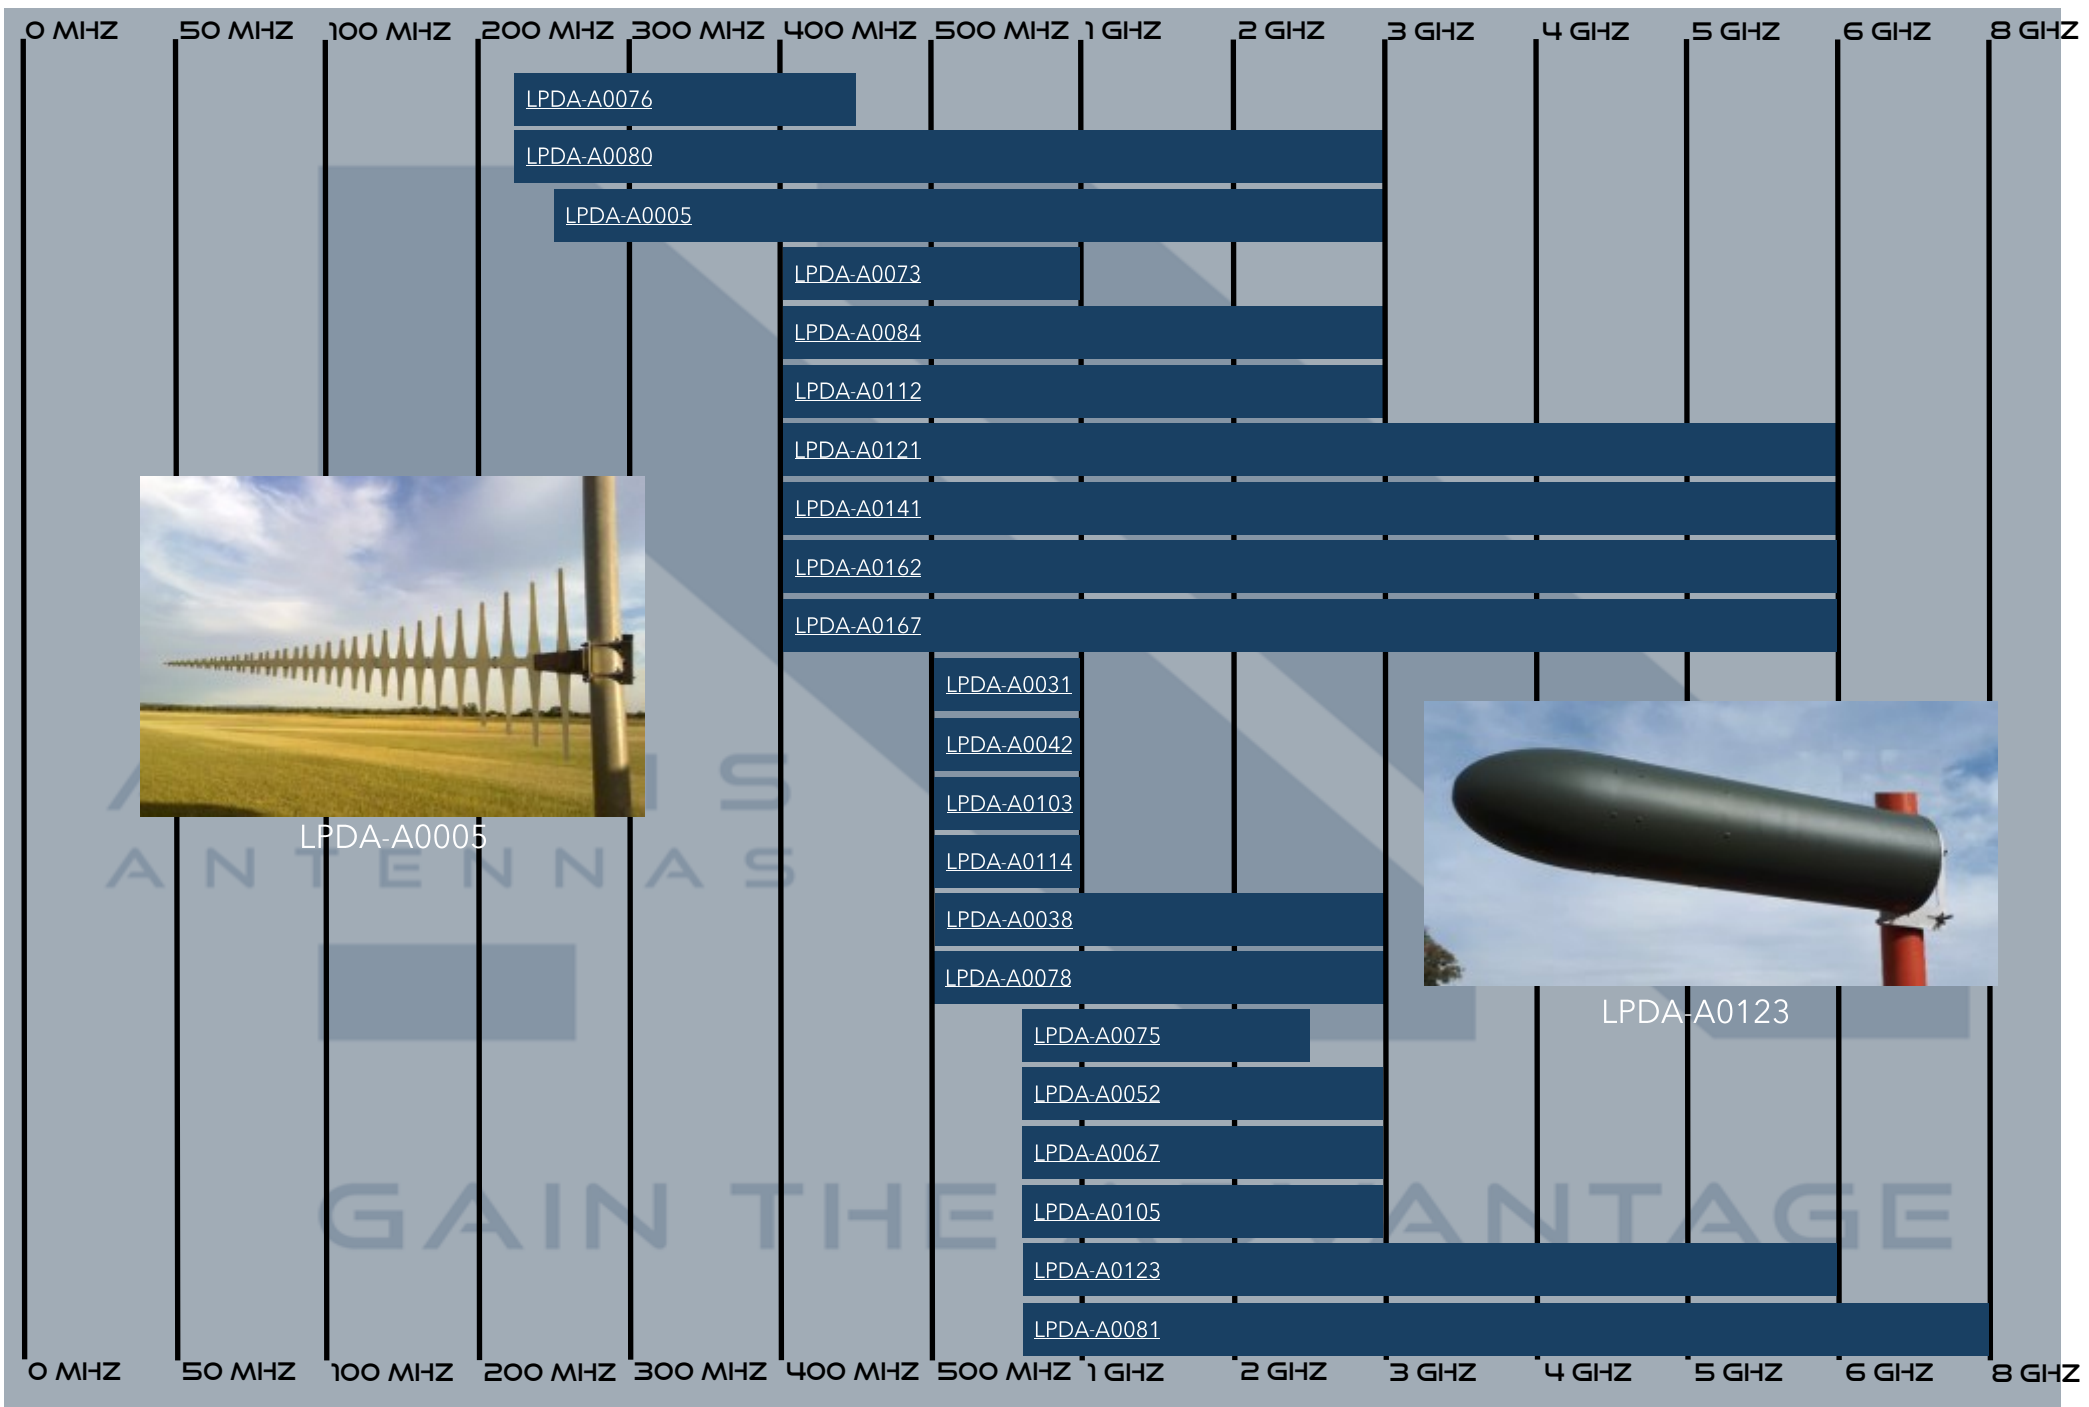 0 MHZ 50 MHZ 100 MHZ 200 MHZ 300 MHZ 400 MHZ 500 MHZ 1 GHZ 2 GHZ 3 GHZ 4 GHZ 5 GHZ 6 GHZ 8 GHZ
LPDA-A0076
LPDA-A0080
LPDA-A0005
LPDA-A0073
LPDA-A0084
LPDA-A0112
LPDA-A0121
LPDA-A0141
LPDA-A0162
LPDA-A0167
LPDA-A0031
LPDA-A0042
LPDA-A0103
LPDA-A0005
ANTENNAS
LPDA-A0114
LPDA-A0038
LPDA-A0078
LPDA-A0123
LPDA-A0075
LPDA-A0052
LPDA-A0067
LPDA-A0105
GAIN THE ADVANTAGE
LPDA-A0123
LPDA-A0081
0 MHZ 50 MHZ 100 MHZ 200 MHZ 300 MHZ 400 MHZ 500 MHZ 1 GHZ 2 GHZ 3 GHZ 4 GHZ 5 GHZ 6 GHZ 8 GHZ